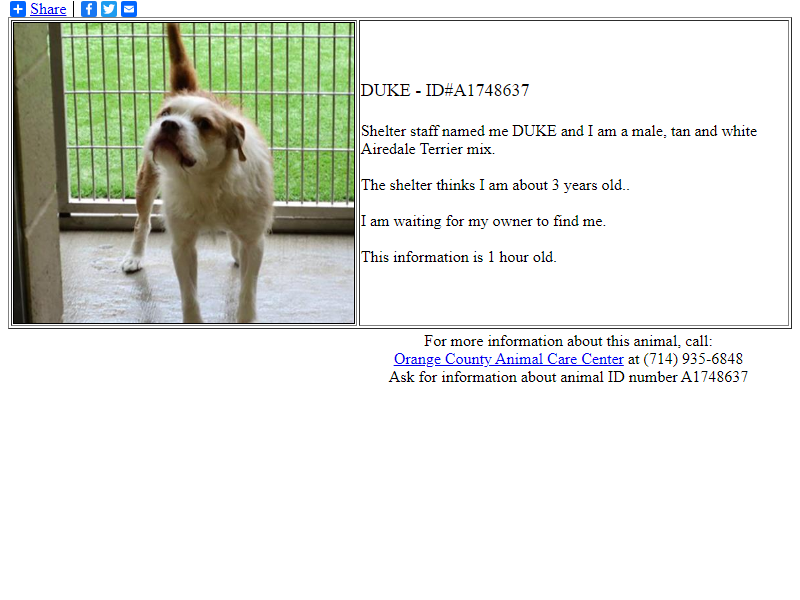 Share |
DUKE - ID#A1748637
Shelter staff named me DUKE and I am a male, tan and white
Airedale Terrier mix.
The shelter thinks I am about 3 years old..
I am waiting for my owner to find me.
This information is 1 hour old.
For more information about this animal, call:
Orange County Animal Care Center at (714) 935-6848
Ask for information about animal ID number A1748637